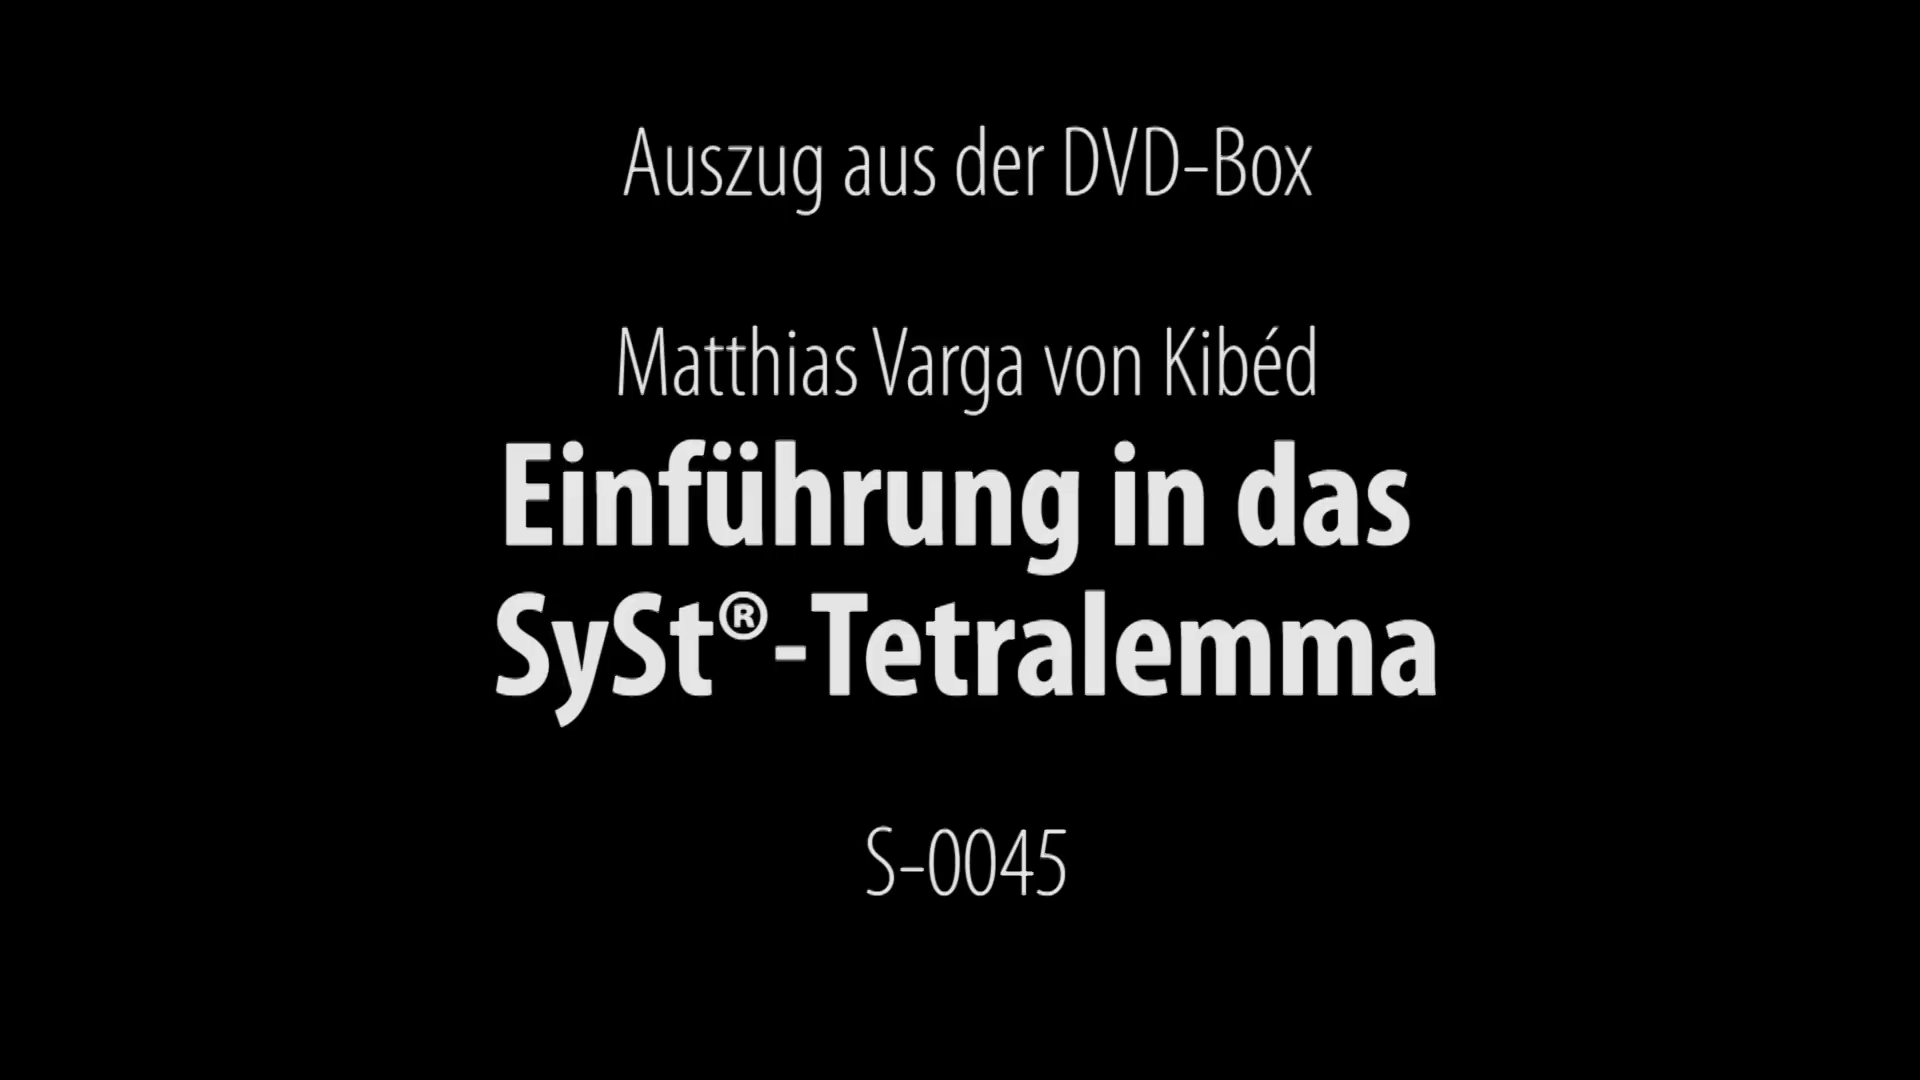 Auszug aus der DVD-Box
Matthias Varga von Kibéd
Einführung in das
SySt®-Tetralemma
S-0045